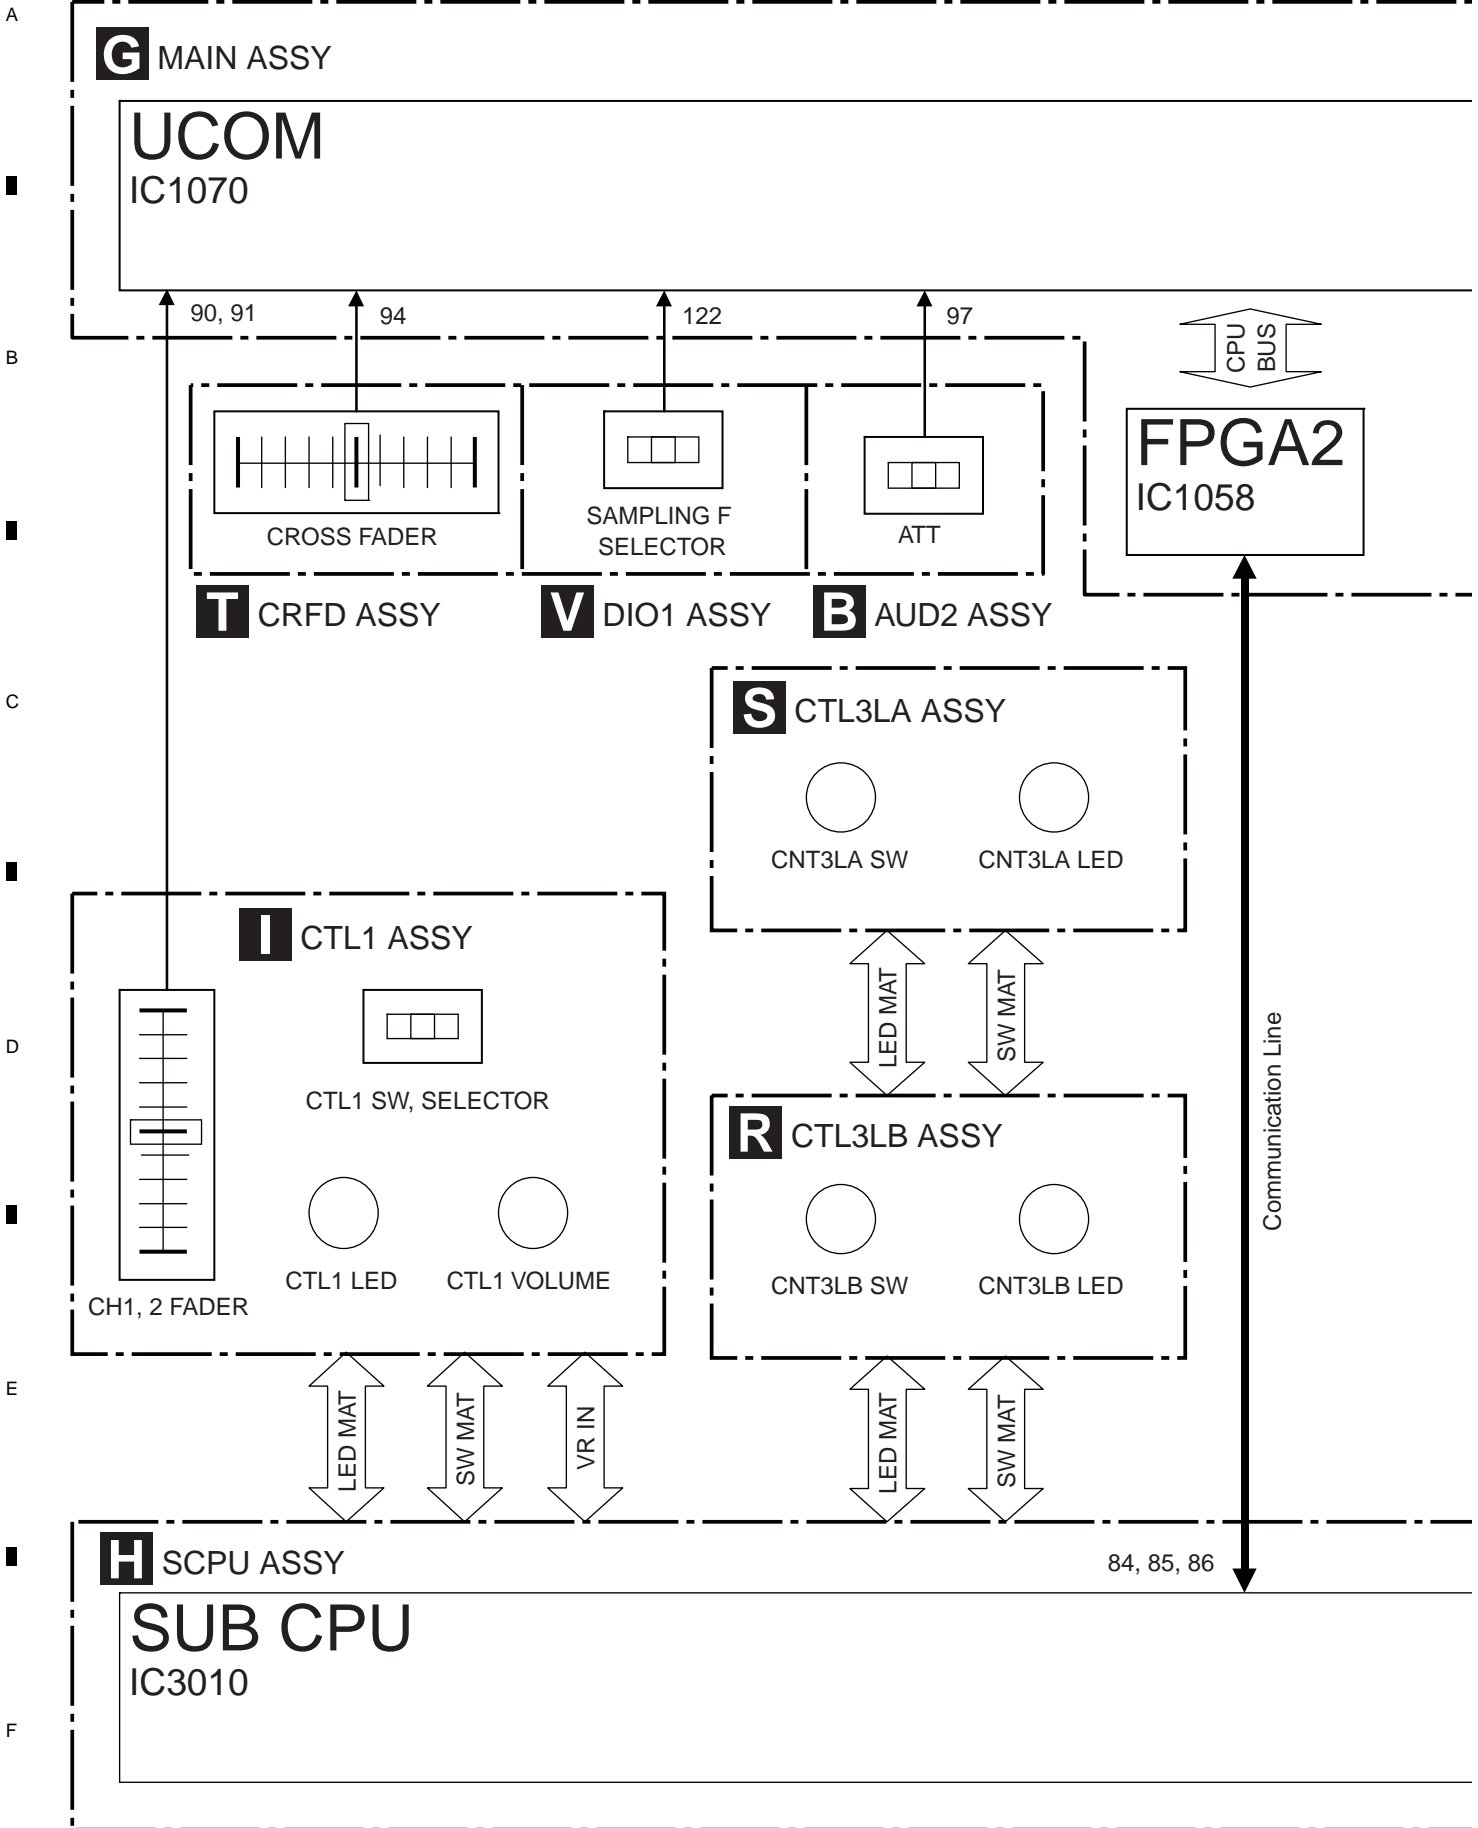 A
G MAIN ASSY
UCOM
IC1070
90, 91
94
122
97
CPU
BUS
B
FPGA2
IC1058
CROSS FADER
SAMPLING F
SELECTOR
ATT
T CRFD ASSY
V DIO1 ASSY
B AUD2 ASSY
C
S CTL3LA ASSY
CNT3LA SW
CNT3LA LED
I CTL1 ASSY
LED MAT
SW MAT
Communication Line
D
CTL1 SW, SELECTOR
R CTL3LB ASSY
CTL1 LED
CTL1 VOLUME
CNT3LB SW
CNT3LB LED
CH1, 2 FADER
E
LED MAT
SW MAT
VR IN
LED MAT
SW MAT
H SCPU ASSY
84, 85, 86
SUB CPU
IC3010
F